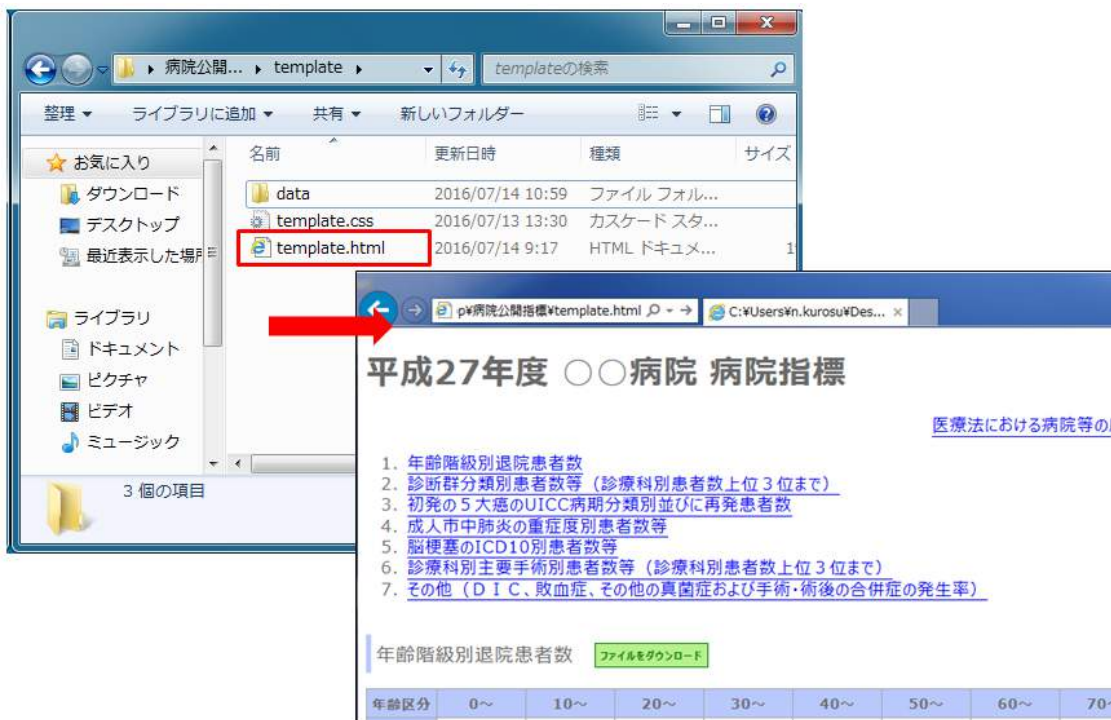 病院公開... ▸ template ▸
templateの検索
整理 ▼ ライブラリに追加 ▼ 共有 ▼ 新しいフォルダー
名前 更新日時 種類 サイズ
お気に入り
ダウンロード
デスクトップ
最近表示した場所
ライブラリ
ドキュメント
ピクチャ
ビデオ
ミュージック
data 2016/07/14 10:59 ファイル フォル...
template.css 2016/07/13 13:30 カスケード スタ...
template.html 2016/07/14 9:17 HTML ドキュメ...
3 個の項目
p¥病院公開指標¥template.html
C:¥Users¥n.kurosu¥Des... ×
平成27年度 ○○病院 病院指標
医療法における病院等の
1. 年齢階級別退院患者数
2. 診断群分類別患者数等（診療科別患者数上位３位まで）
3. 初発の５大癌のUICC病期分類別並びに再発患者数
4. 成人市中肺炎の重症度別患者数等
5. 脳梗塞のICD10別患者数等
6. 診療科別主要手術別患者数等（診療科別患者数上位３位まで）
7. その他（ＤＩＣ、敗血症、その他の真菌症および手術・術後の合併症の発生率）
年齢階級別退院患者数 ファイルをダウンロード
年齢区分 0～ 10～ 20～ 30～ 40～ 50～ 60～ 70